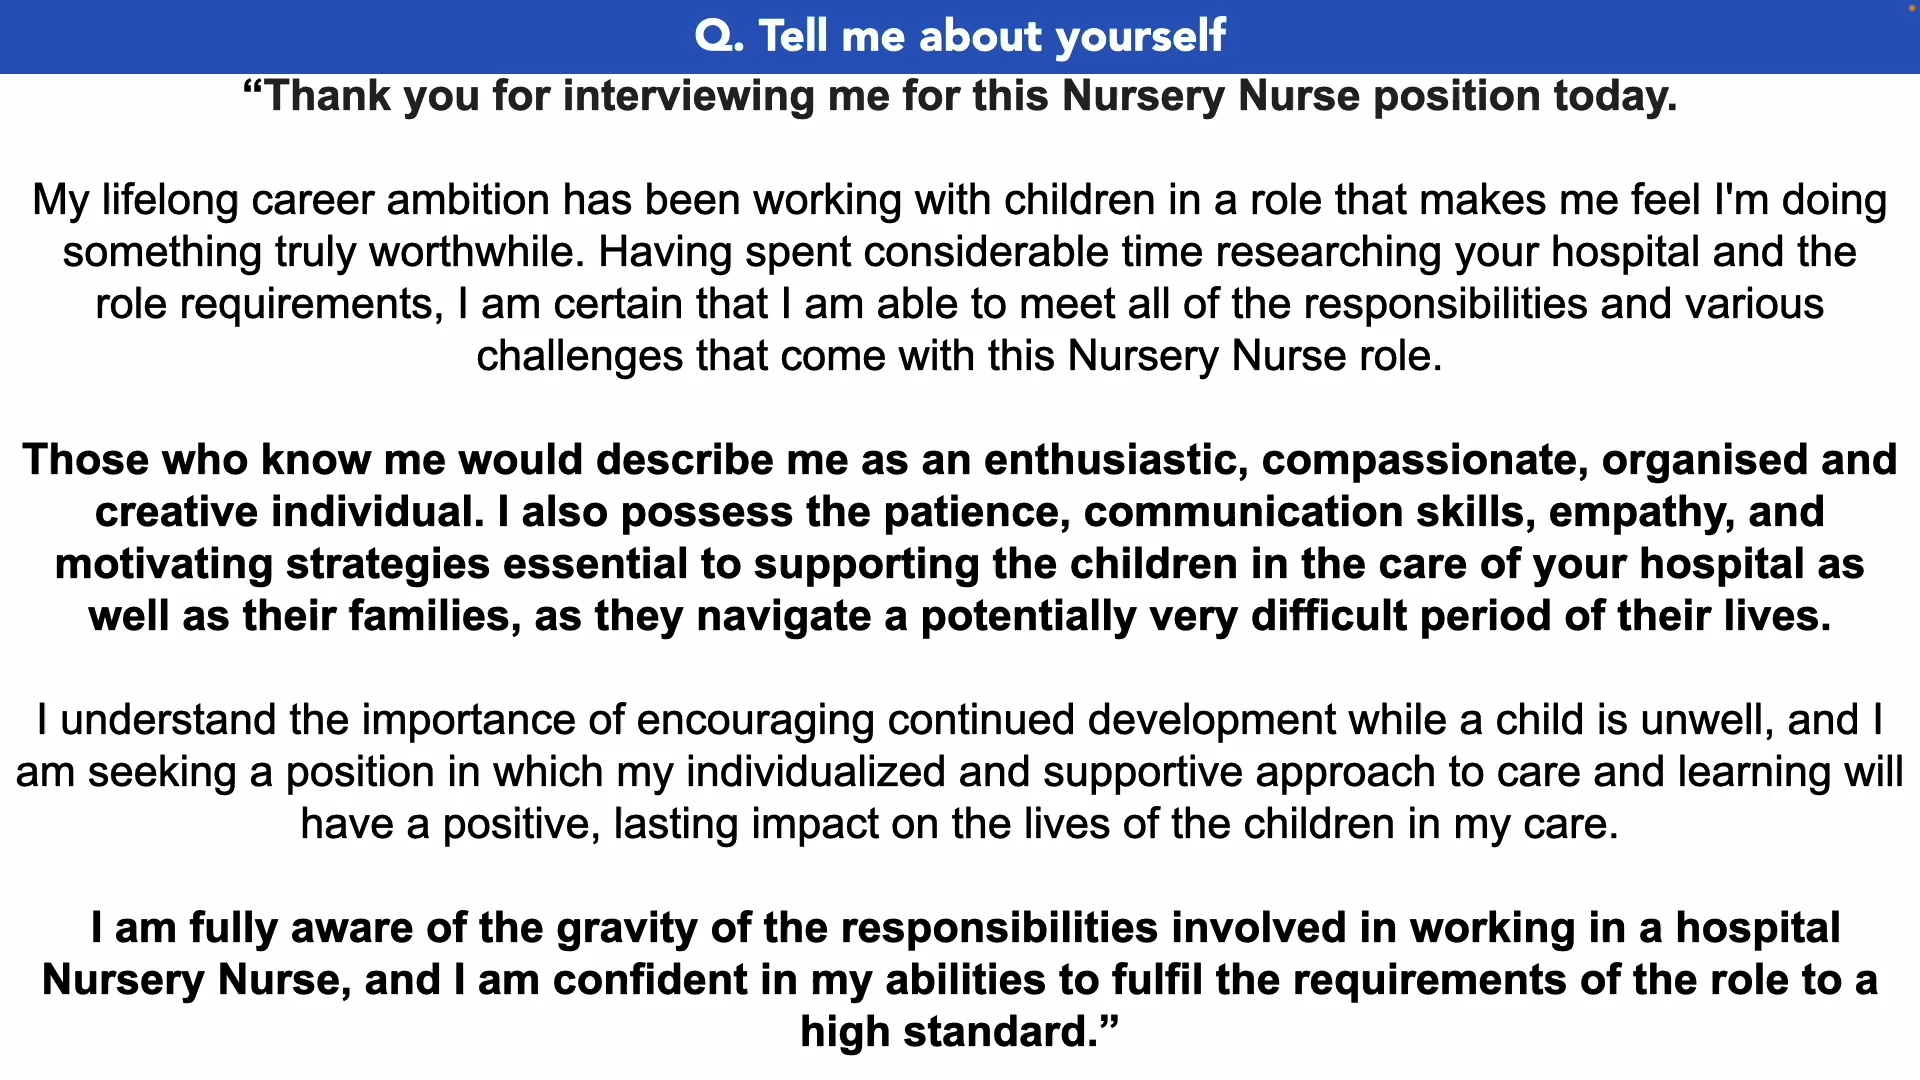 Q. Tell me about yourself
“Thank you for interviewing me for this Nursery Nurse position today.
My lifelong career ambition has been working with children in a role that makes me feel I'm doing
something truly worthwhile. Having spent considerable time researching your hospital and the
role requirements, I am certain that I am able to meet all of the responsibilities and various
challenges that come with this Nursery Nurse role.
Those who know me would describe me as an enthusiastic, compassionate, organised and
creative individual. I also possess the patience, communication skills, empathy, and
motivating strategies essential to supporting the children in the care of your hospital as
well as their families, as they navigate a potentially very difficult period of their lives.
I understand the importance of encouraging continued development while a child is unwell, and I
am seeking a position in which my individualized and supportive approach to care and learning will
have a positive, lasting impact on the lives of the children in my care.
I am fully aware of the gravity of the responsibilities involved in working in a hospital
Nursery Nurse, and I am confident in my abilities to fulfil the requirements of the role to a
high standard.”